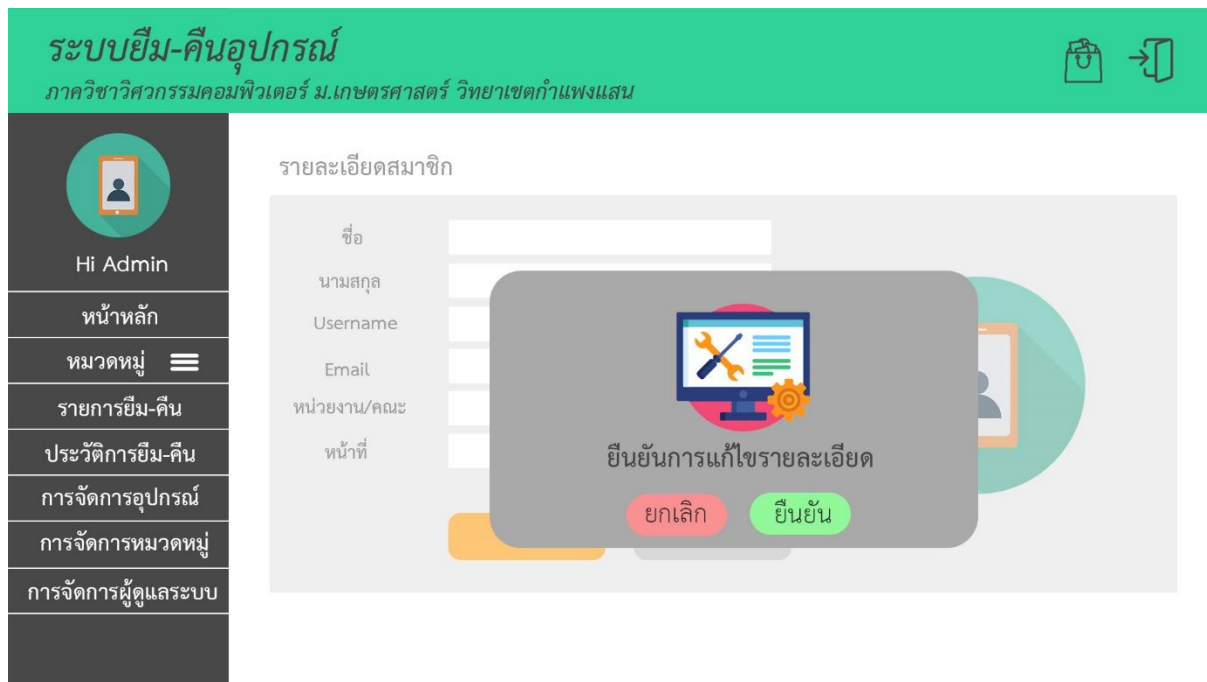 ระบบยืม-คืนอุปกรณ์
ภาควิชาวิศวกรรมคอมพิวเตอร์ ม.เกษตรศาสตร์ วิทยาเขตกำแพงแสน
Hi Admin
หน้าหลัก
หมวดหมู่
รายการยืม-คืน
ประวัติการยืม-คืน
การจัดการอุปกรณ์
การจัดการหมวดหมู่
การจัดการผู้ดูแลระบบ
รายละเอียดสมาชิก
ชื่อ
นามสกุล
Username
Email
หน่วยงาน/คณะ
หน้าที่
ยืนยันการแก้ไขรายละเอียด
ยกเลิก ยืนยัน